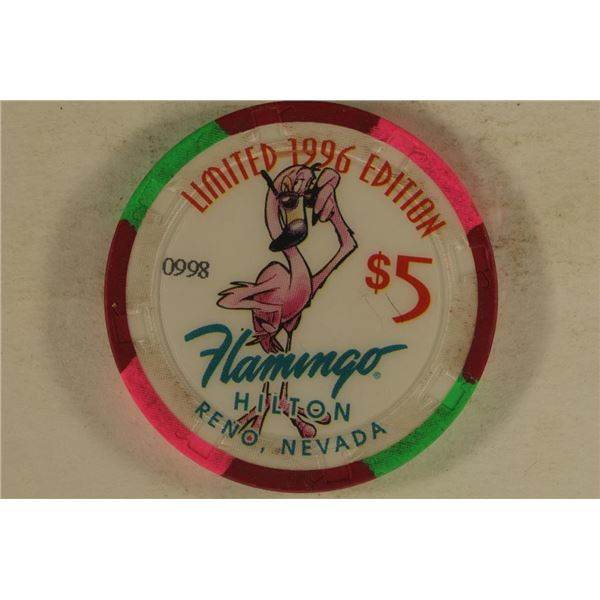 LIMITED 1996 EDITION
0998
$5
Flamingo®
HILTON
RENO, NEVADA